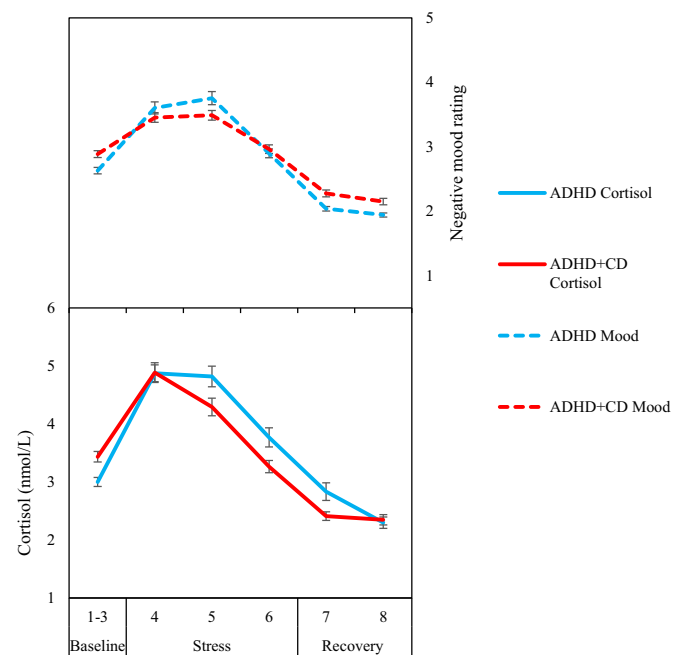 5
4
3
2
1
Negative mood rating
ADHD Cortisol
ADHD+CD
Cortisol
ADHD Mood
ADHD+CD Mood
6
5
4
3
2
1
Cortisol (nmol/L)
1-3 4 5 6 7 8
Baseline Stress Recovery